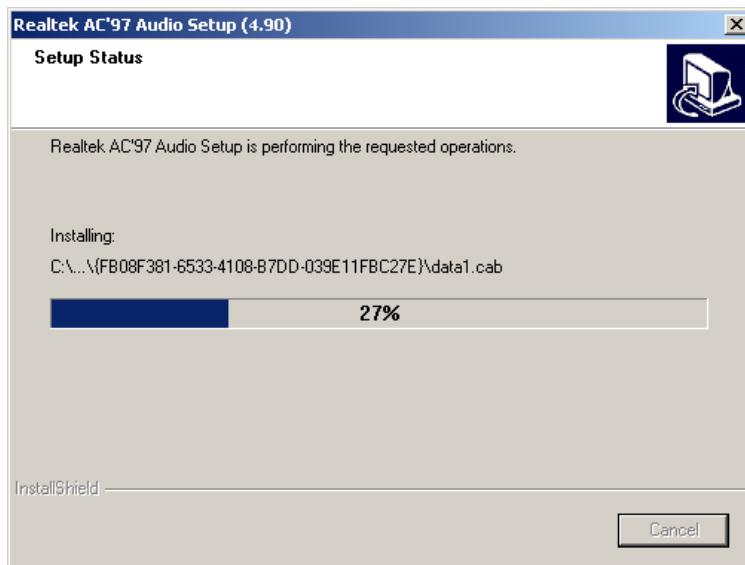 Realtek AC'97 Audio Setup (4.90)
Setup Status
Realtek AC'97 Audio Setup is performing the requested operations.
Installing:
C:\...\{FB08F381-6533-4108-B7DD-039E11FBC27E}\data1.cab
27%
InstallShield
Cancel